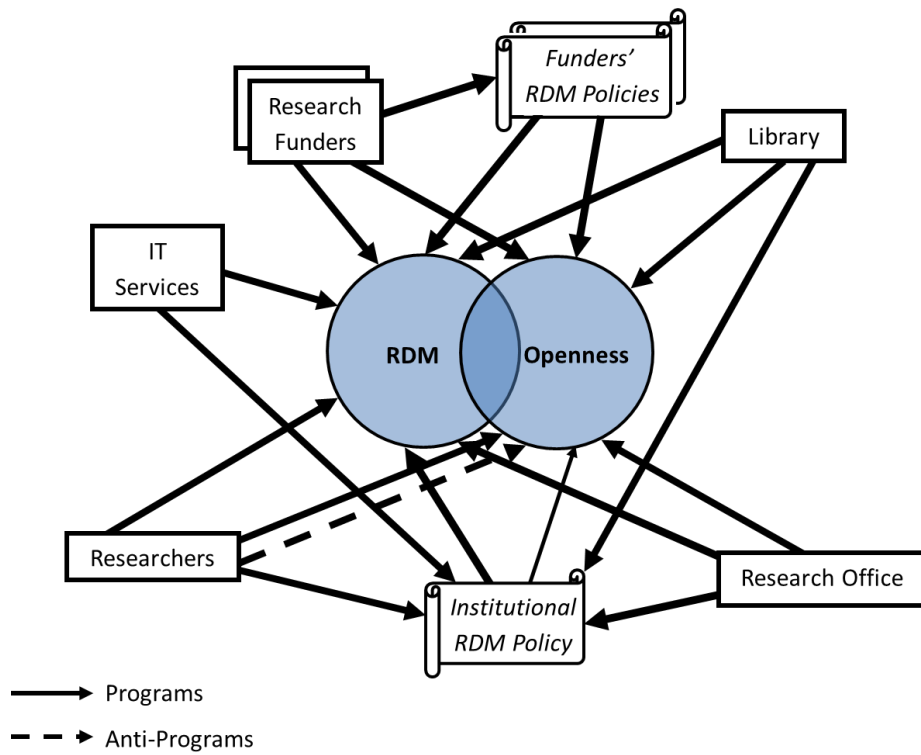 Funders'
RDM Policies
Research
Funders
Library
IT
Services
RDM
Openness
Researchers
Research Office
Institutional
RDM Policy
Programs
Anti-Programs